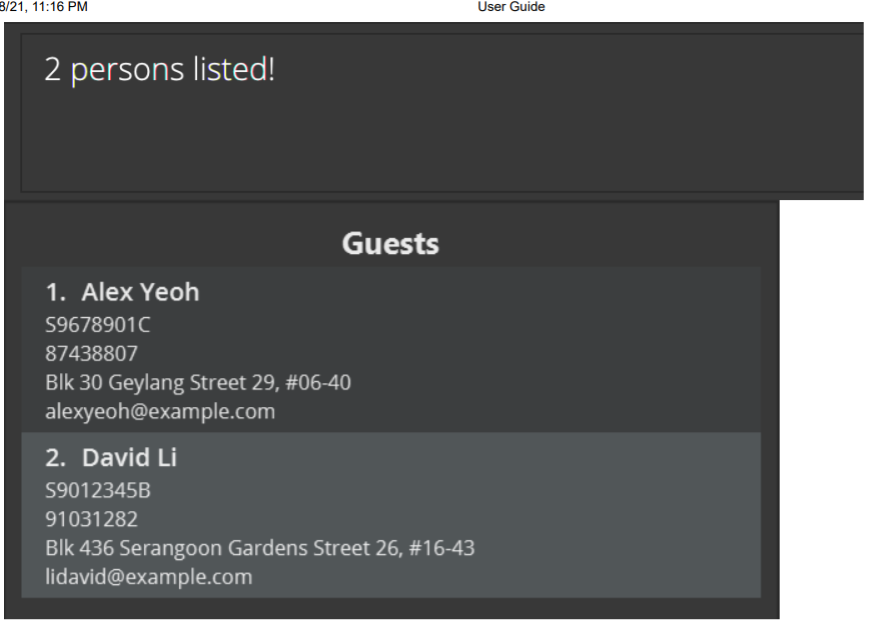 8/21, 11:16 PM User Guide
2 persons listed!
Guests
1. Alex Yeoh
S9678901C
87438807
Blk 30 Geylang Street 29, #06-40
alexyeoh@example.com
2. David Li
S9012345B
91031282
Blk 436 Serangoon Gardens Street 26, #16-43
lidavid@example.com